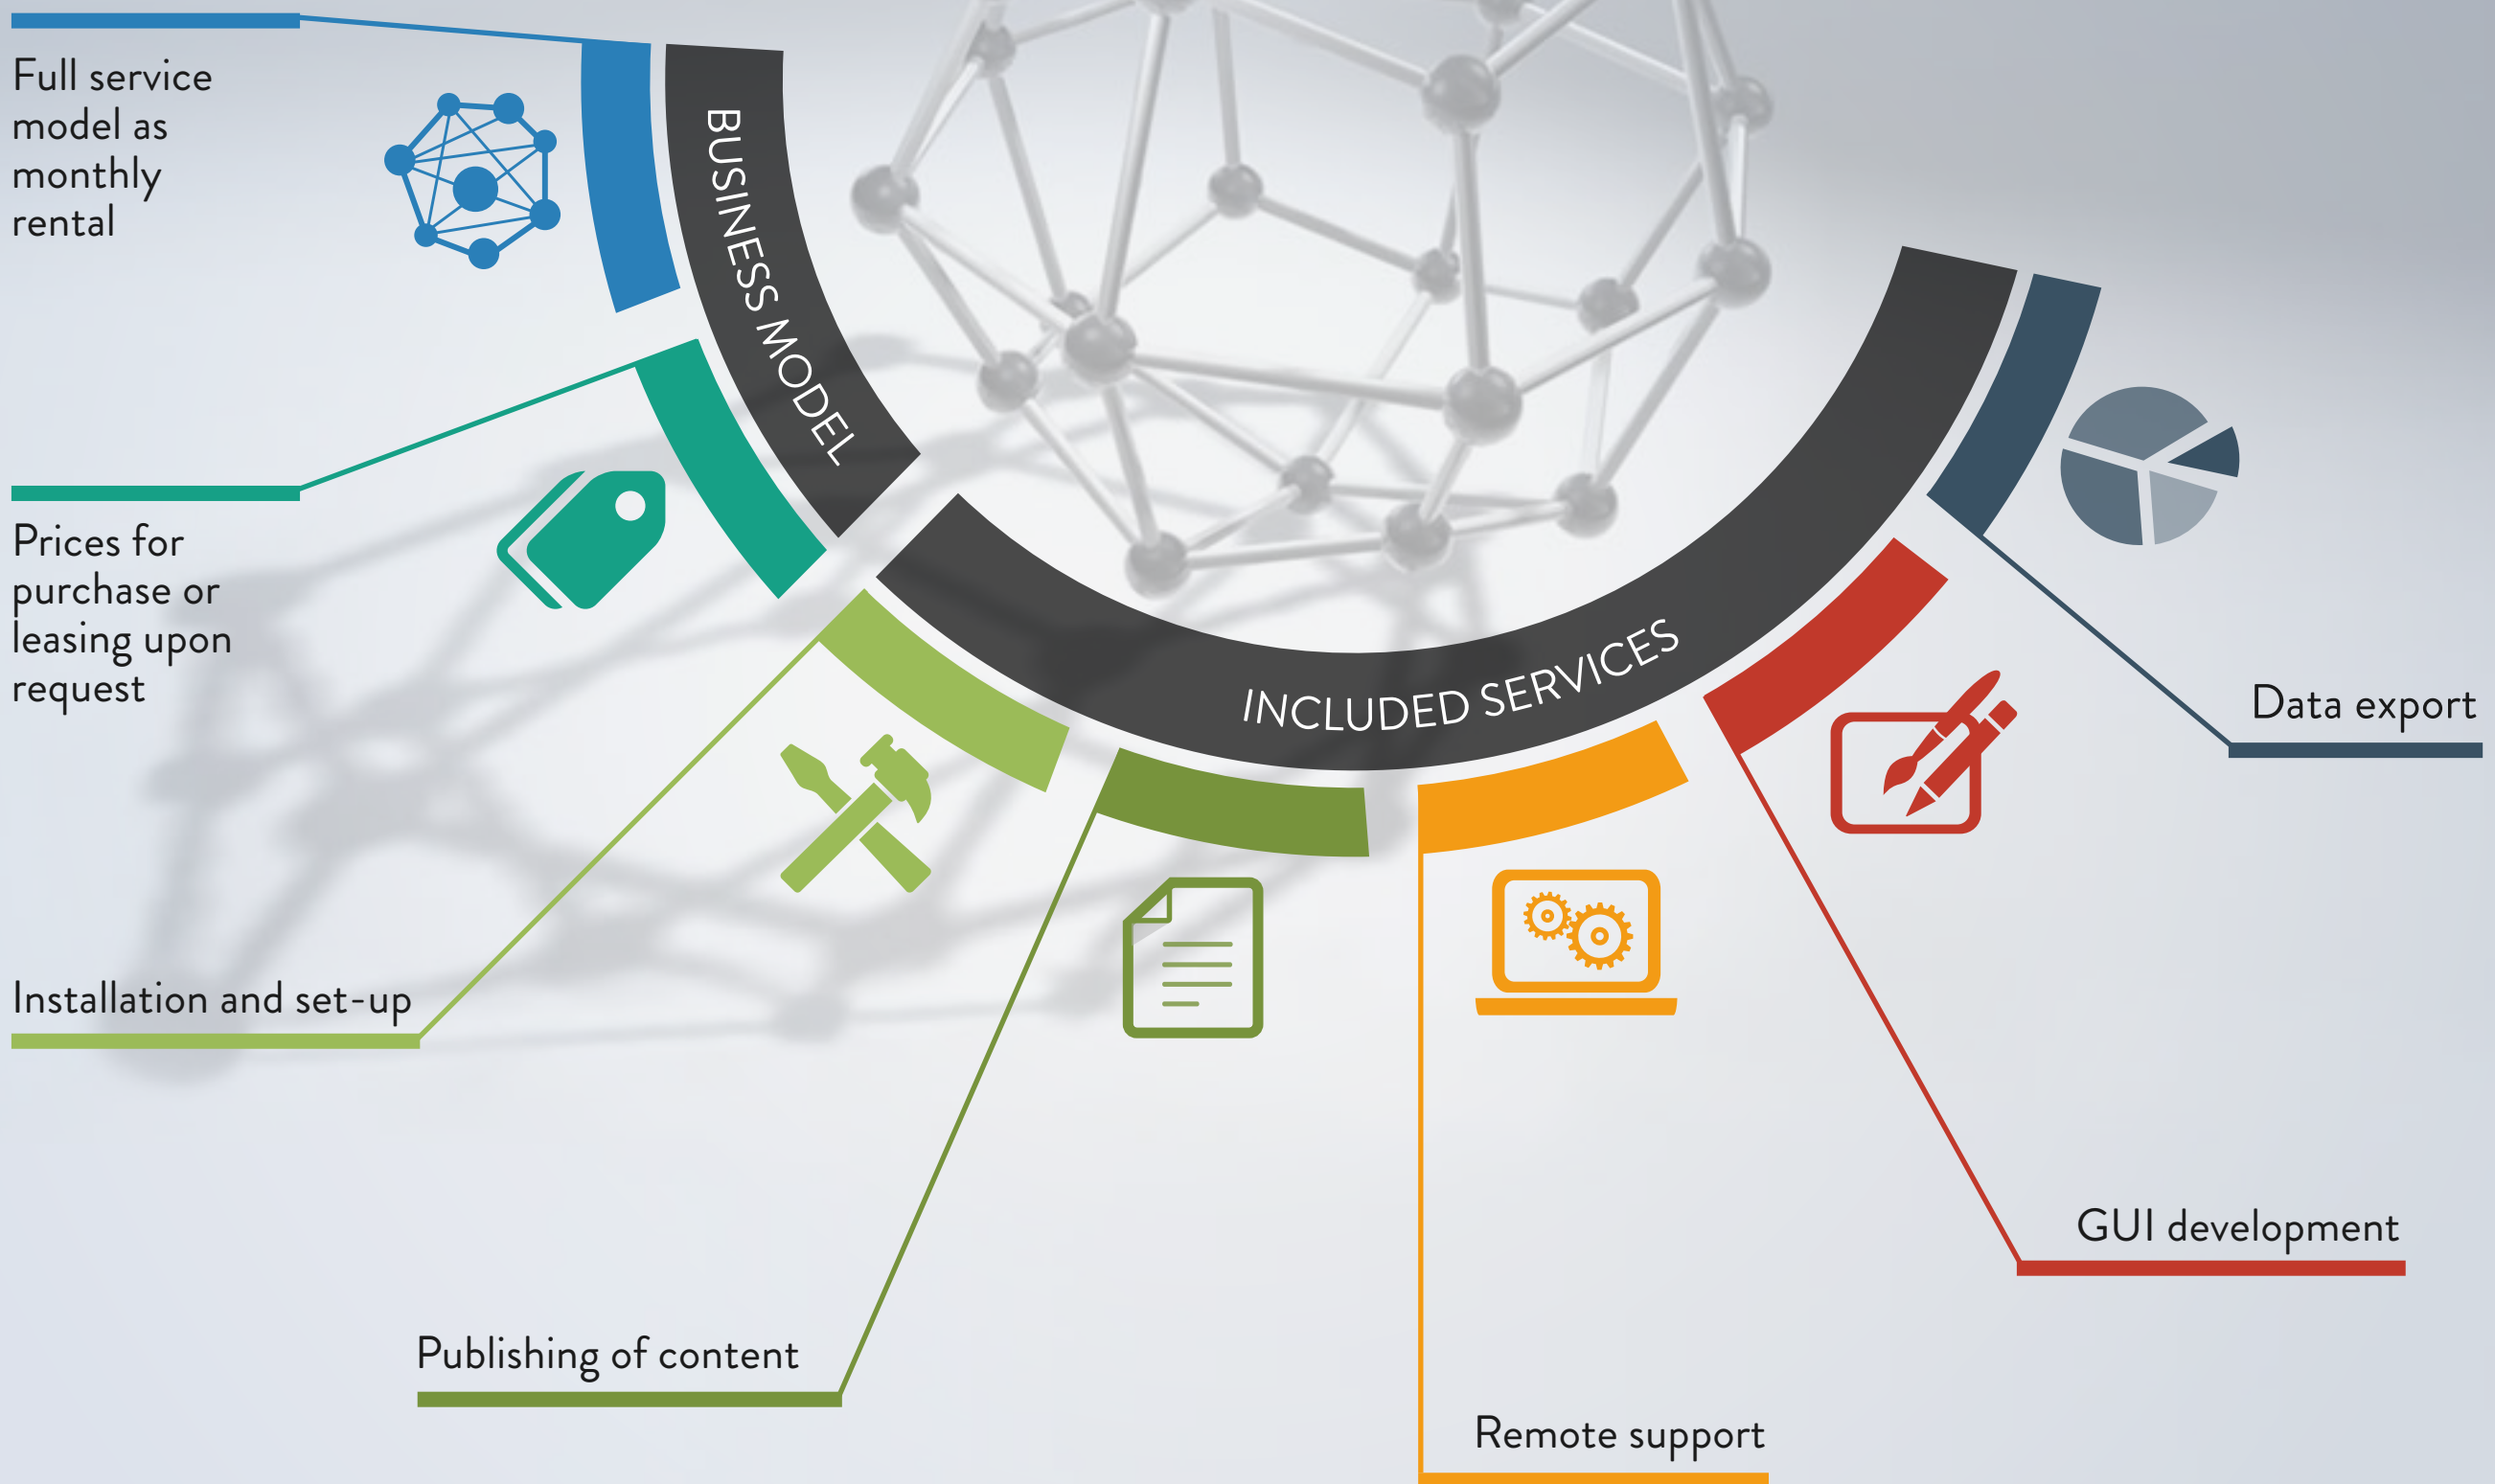 Full service
model as
monthly
rental
BUSINESS MODEL
Prices for
purchase or
leasing upon
request
INCLUDED SERVICES
Data export
Installation and set-up
GUI development
Publishing of content
Remote support